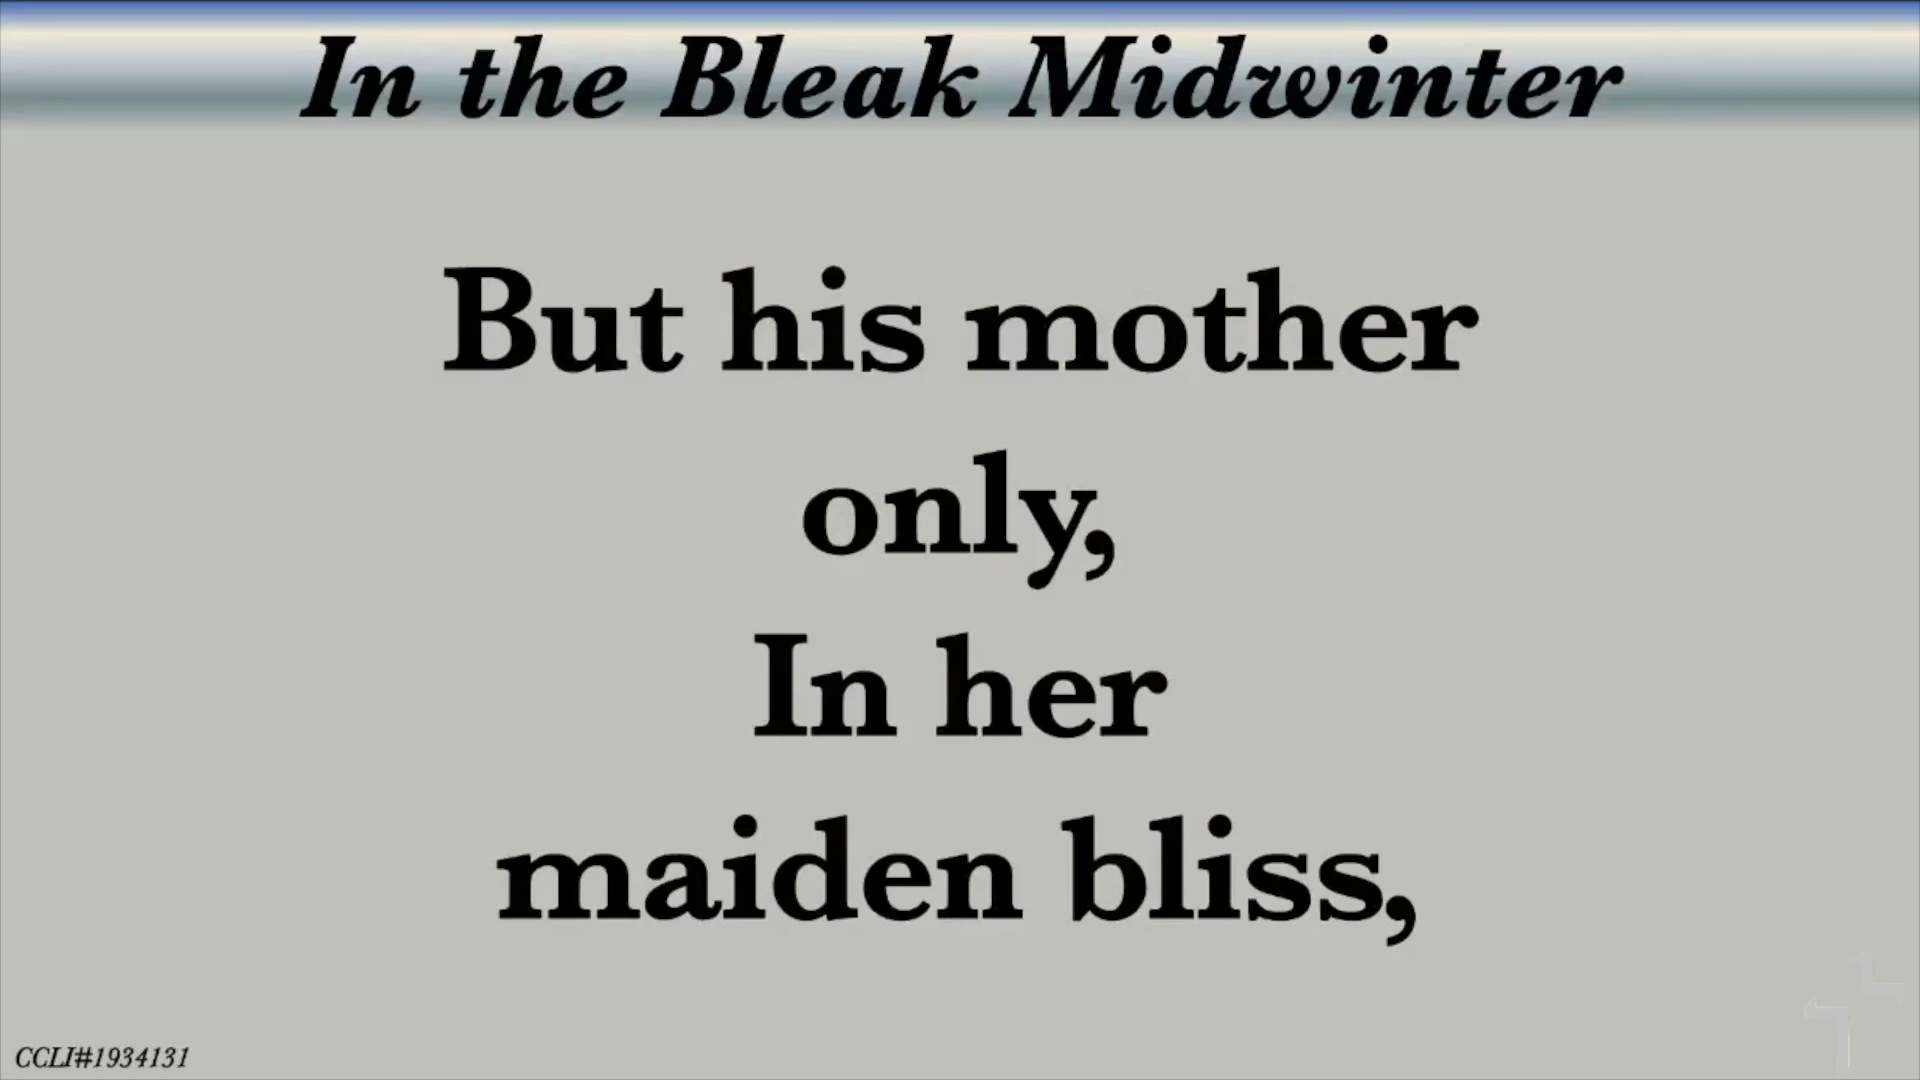 In the Bleak Midwinter
But his mother
only,
In her
maiden bliss,
CCLI#1934131